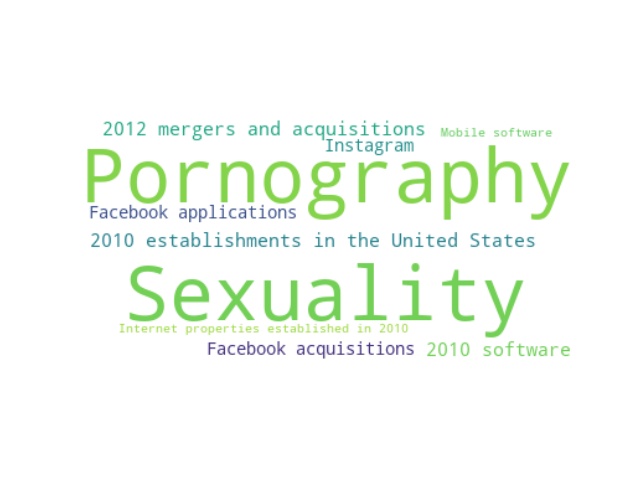 2012 mergers and acquisitions
Mobile software
Instagram
Pornography
Facebook applications
2010 establishments in the United States
Sexuality
Internet properties established in 2010
Facebook acquisitions
2010 software